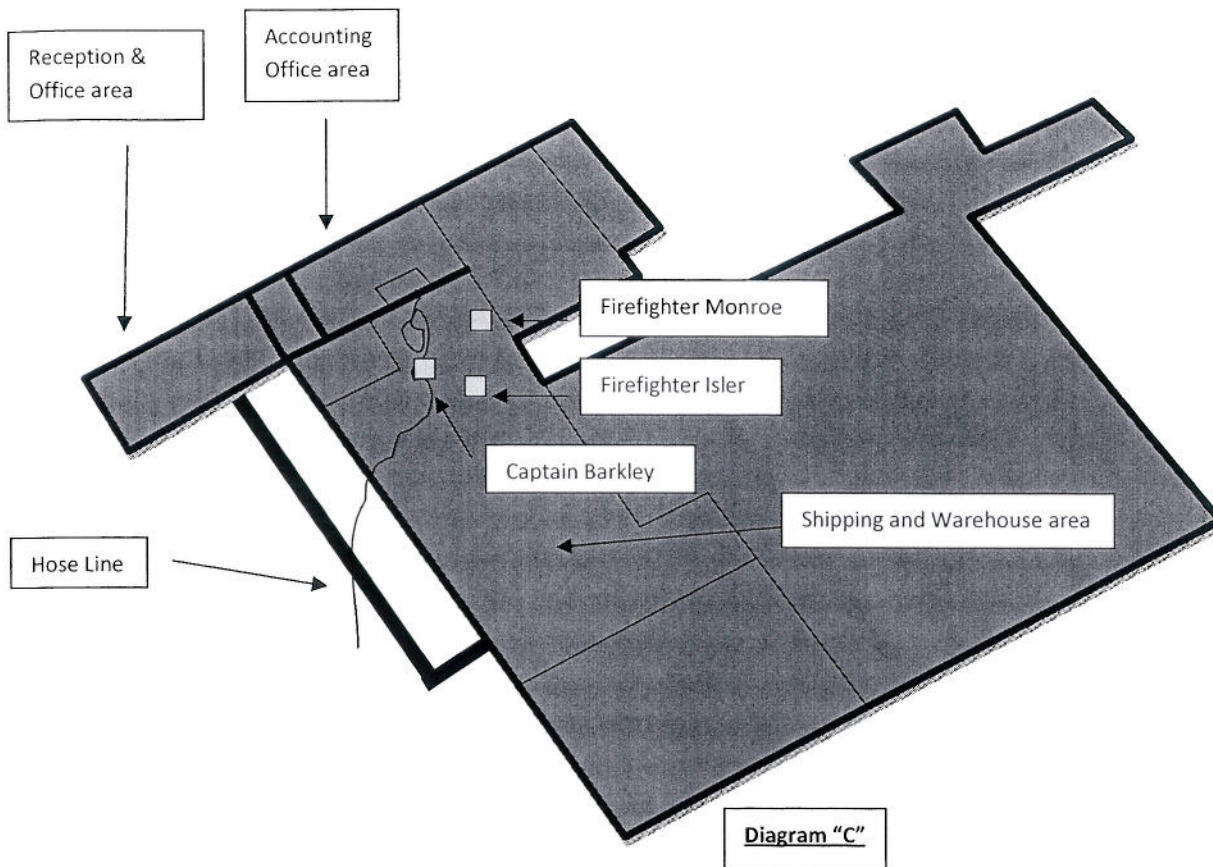 Reception &
Office area
Accounting
Office area
Firefighter Monroe
Firefighter Isler
Captain Barkley
Shipping and Warehouse area
Hose Line
Diagram "C"